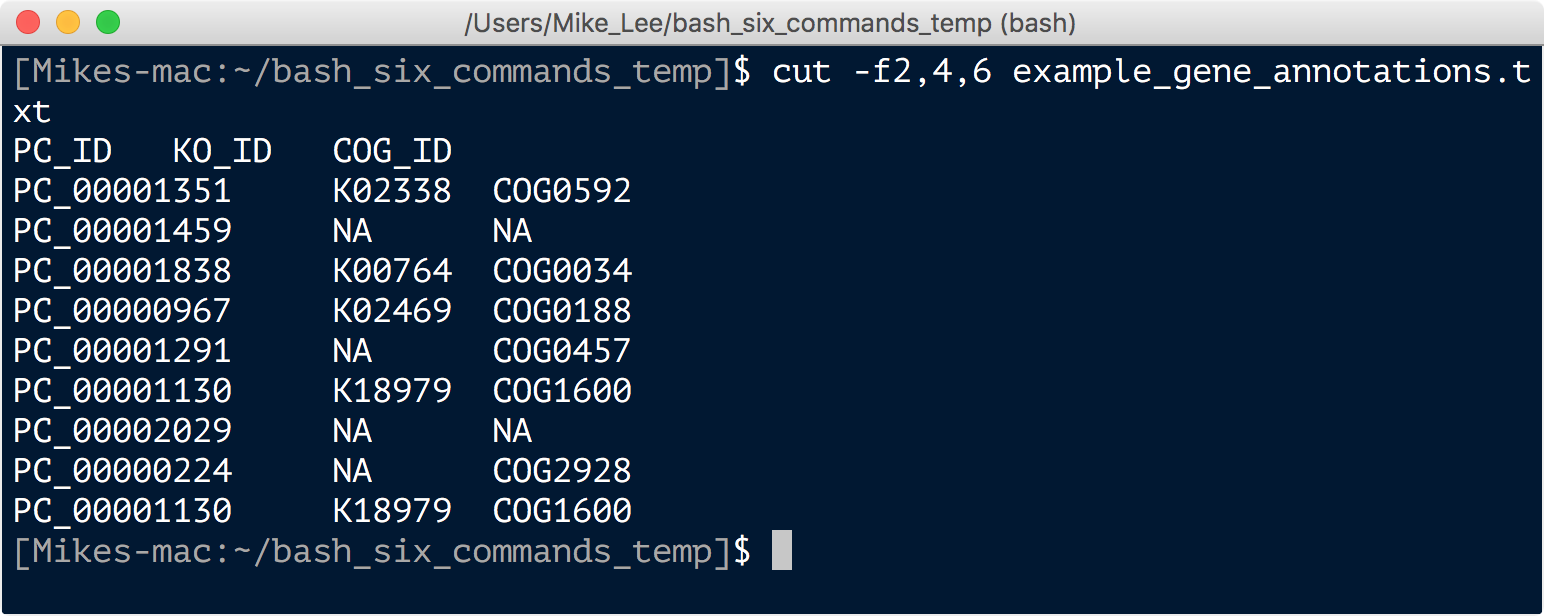 /Users/Mike_Lee/bash_six_commands_temp (bash)
[Mikes-mac:~/bash_six_commands_temp]$ cut -f2,4,6 example_gene_annotations.t
xt
PC_ID   KO_ID   COG_ID
PC_00001351     K02338  COG0592
PC_00001459     NA      NA
PC_00001838     K00764  COG0034
PC_00000967     K02469  COG0188
PC_00001291     NA      COG0457
PC_00001130     K18979  COG1600
PC_00002029     NA      NA
PC_00000224     NA      COG2928
PC_00001130     K18979  COG1600
[Mikes-mac:~/bash_six_commands_temp]$